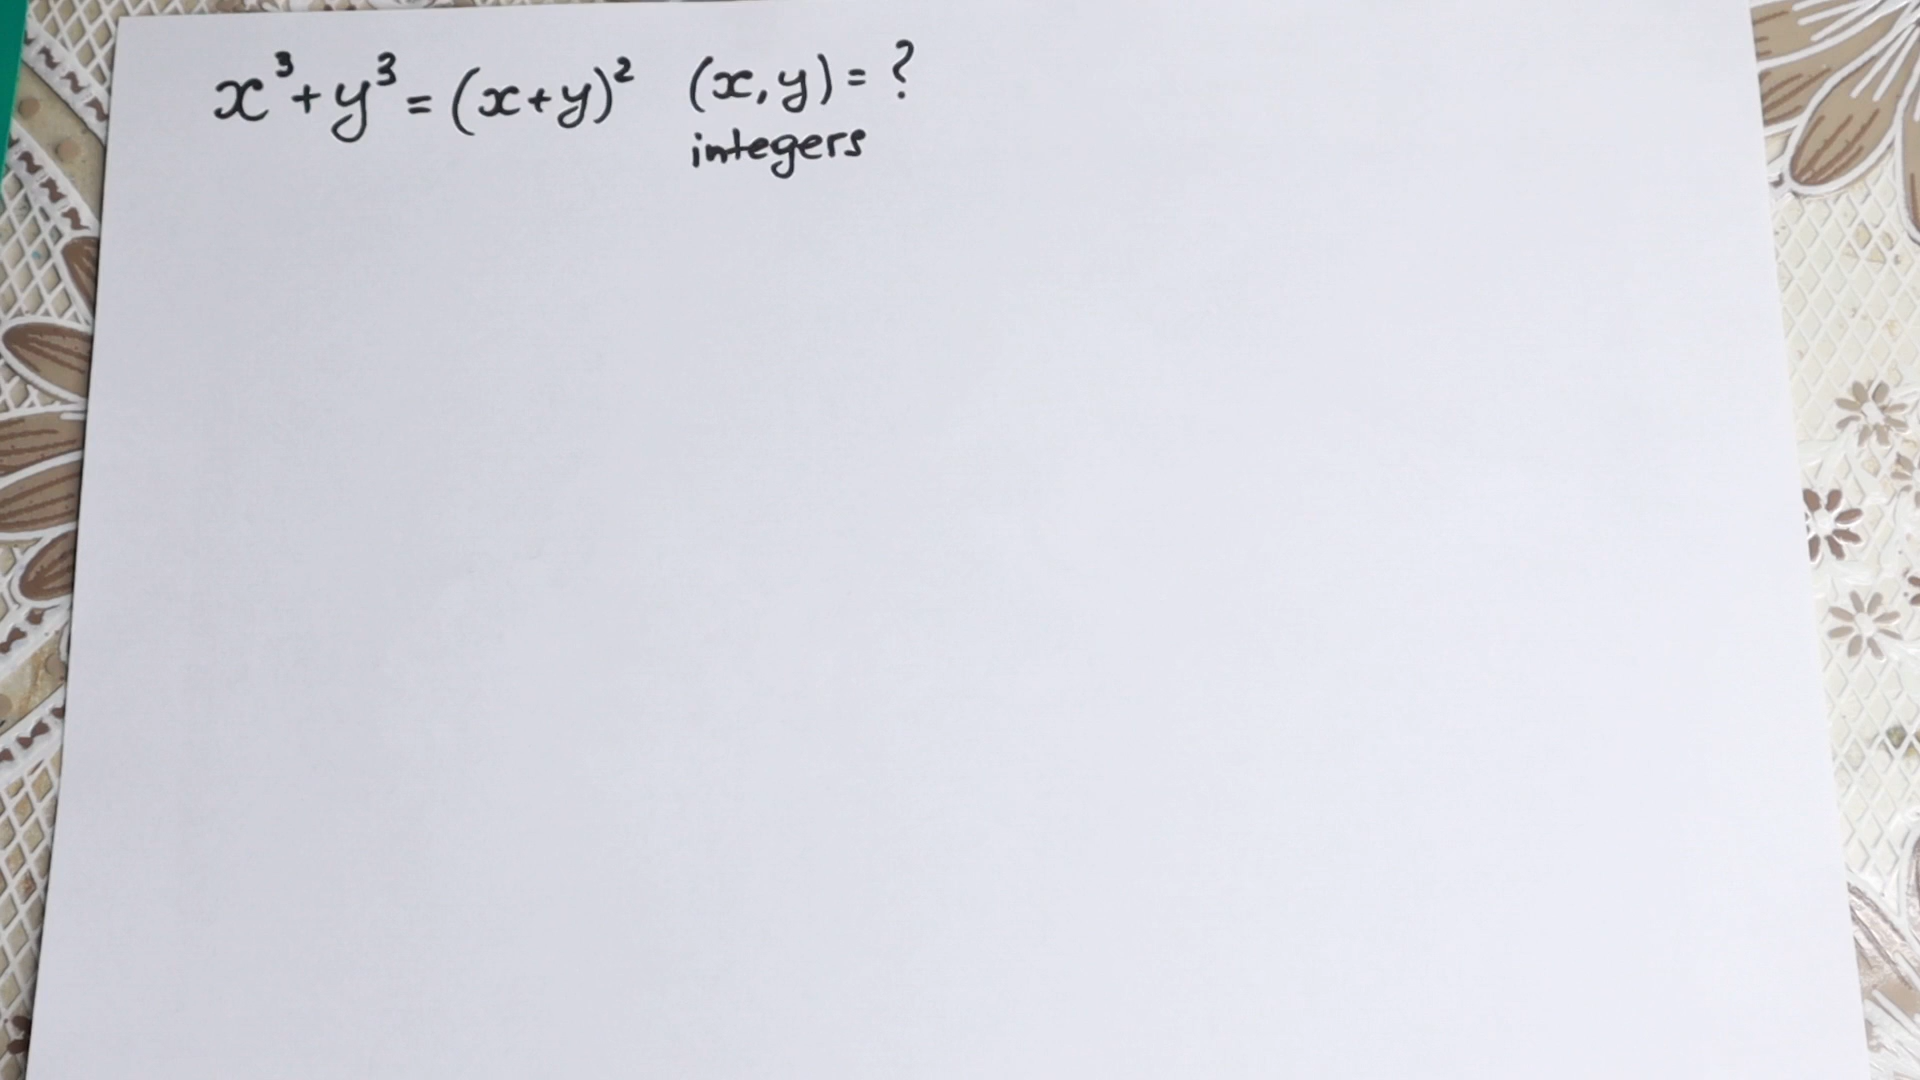 x³+y³=(x+y)² (x,y)=?
integers